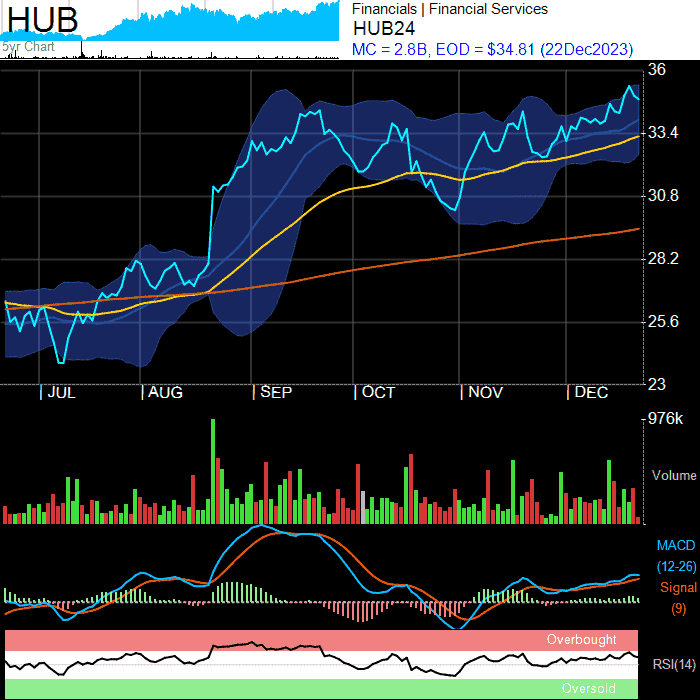 HUB
5yr Chart
Financials | Financial Services
HUB24
MC = 2.8B, EOD = $34.81 (22Dec2023)
36
33.4
30.8
28.2
25.6
23
JUL
AUG
SEP
OCT
NOV
DEC
976k
Volume
MACD
(12-26)
Signal
(9)
Overbought
RSI(14)
Oversold